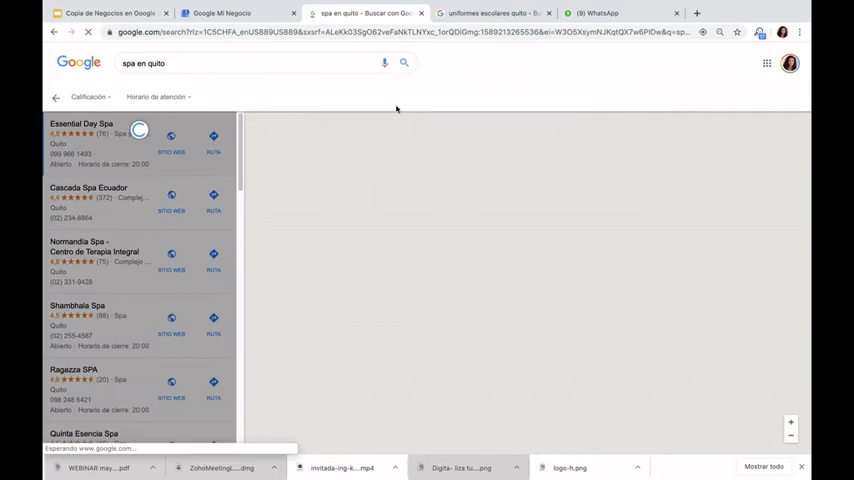 Copia de Negocios en Google
Google Mi Negocio
spa en quito - Buscar con Goo
uniformes escolares quito - Bu
(9) WhatsApp
google.com/search?rlz=1C5CHFA_enUS889US889&sxsrf=ALeKk03SgO62veFaNkTLNYxc_1orQDiGmg:1589213265536&ei=W3O5XsymNJKqtQX7w6PIDw&q=sp...
Google
spa en quito
Calificación
Horario de atención
Essential Day Spa
4,8 (76) · Spa y
Quito
099 966 1493
Abierto · Horario de cierre: 20:00
SITIO WEB
RUTA
Cascada Spa Ecuador
4,4 (372) · Complej...
Quito
(02) 234-8864
SITIO WEB
RUTA
Normandía Spa -
Centro de Terapia Integral
4,8 (75) · Complejo ...
Quito
(02) 331-9428
SITIO WEB
RUTA
Shambhala Spa
4,5 (88) · Spa
Quito
(02) 255-4587
Abierto · Horario de cierre: 20:00
SITIO WEB
RUTA
Ragazza SPA
4,6 (20) · Spa
Quito
098 248 6421
Abierto · Horario de cierre: 20:00
SITIO WEB
RUTA
Quinta Esencia Spa
Esperando www.google.com...
WEBINAR may....pdf
ZohoMeetingL....dmg
invitada-ing-k....mp4
Digita- liza tu....png
logo-h.png
Mostrar todo